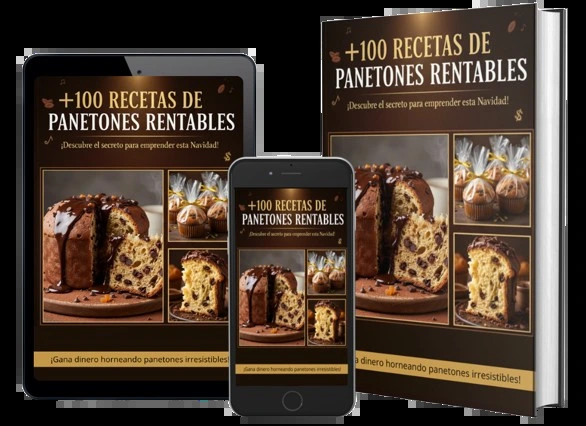 +100 RECETAS DE
PANETONES RENTABLES
¡Descubre el secreto para emprender esta Navidad!
¡Gana dinero horneando panetones irresistibles!
+100 RECETAS DE
PANETONES RENTABLES
¡Descubre el secreto para emprender esta Navidad!
¡Gana dinero horneando panetones irresistibles!
+100 RECETAS DE
PANETONES RENTABLES
¡Descubre el secreto para emprender esta Navidad!
a dinero horneando panetones irresistibles!